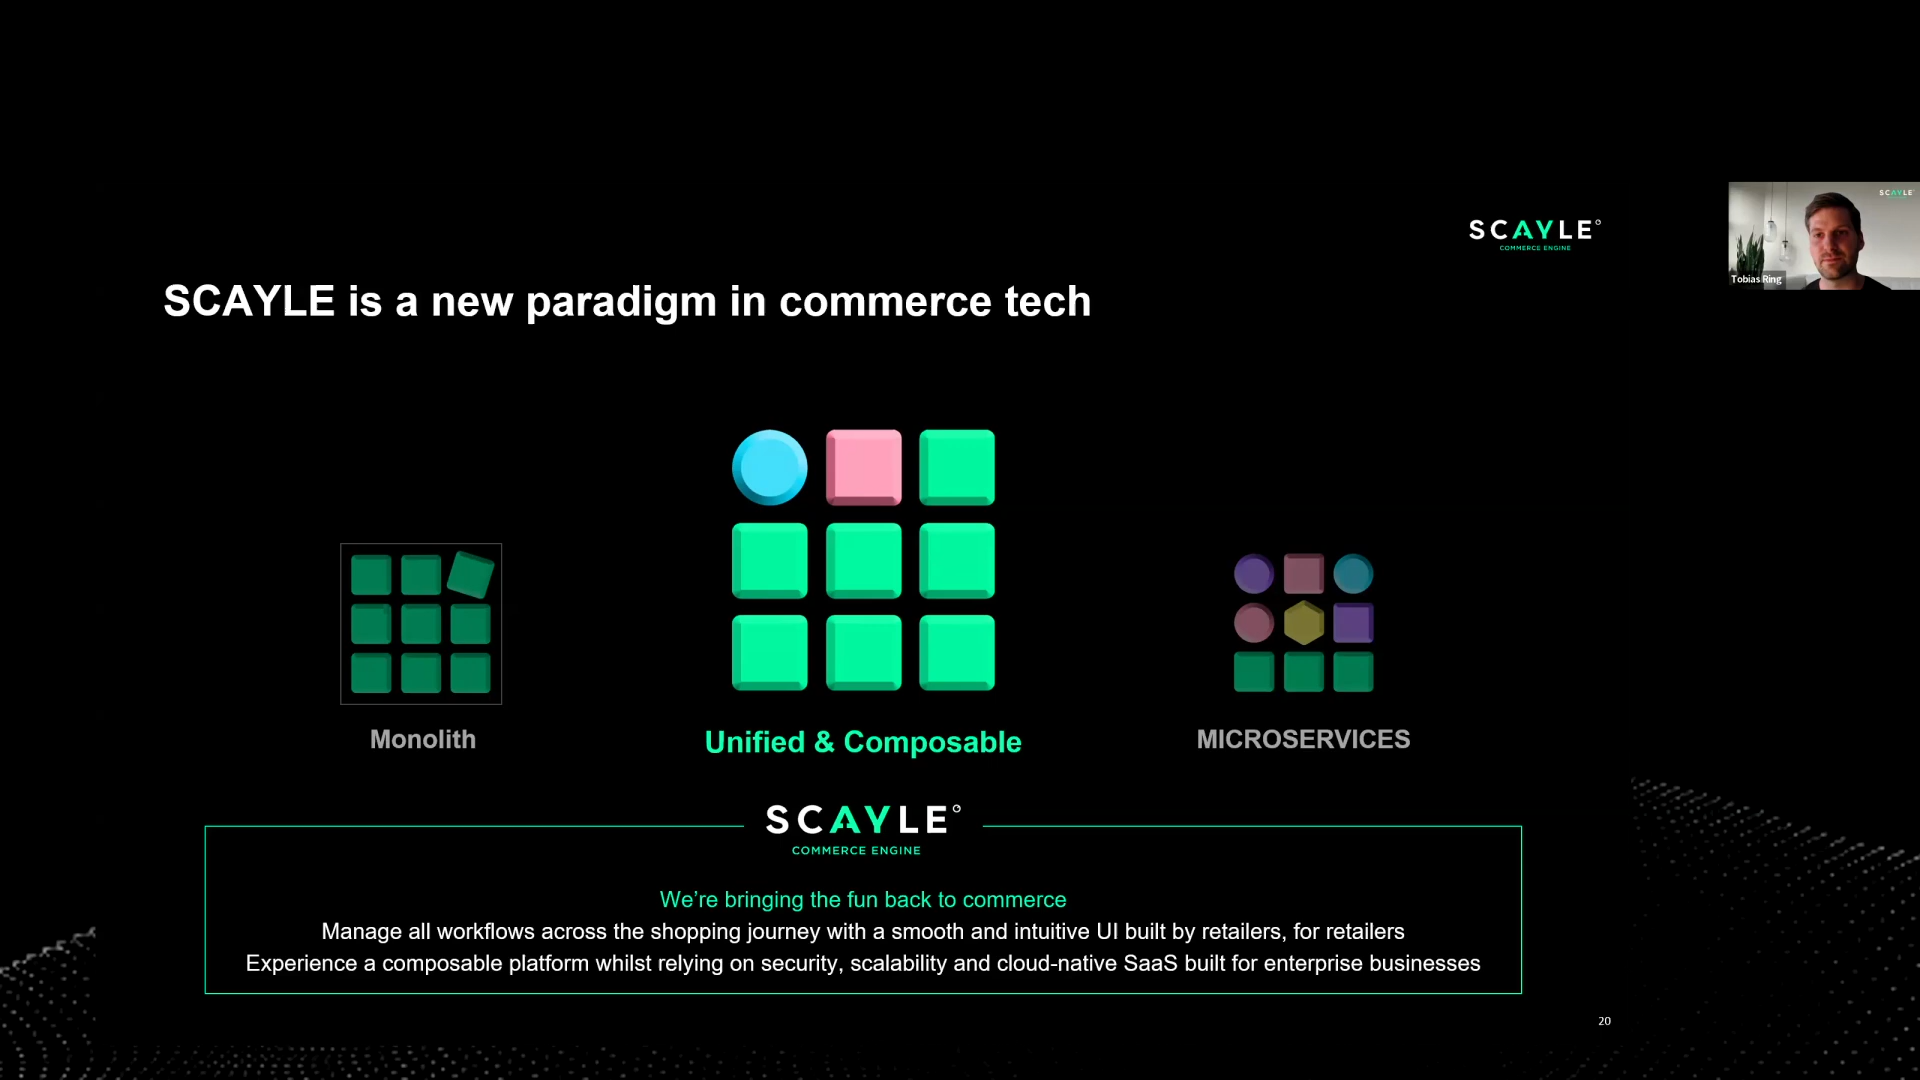 SCAYLE
COMMERCE ENGINE
SCAYLE
Tobias Ring
SCAYLE is a new paradigm in commerce tech
Monolith
Unified & Composable
MICROSERVICES
SCAYLE
COMMERCE ENGINE
We’re bringing the fun back to commerce
Manage all workflows across the shopping journey with a smooth and intuitive UI built by retailers, for retailers
Experience a composable platform whilst relying on security, scalability and cloud-native SaaS built for enterprise businesses
20